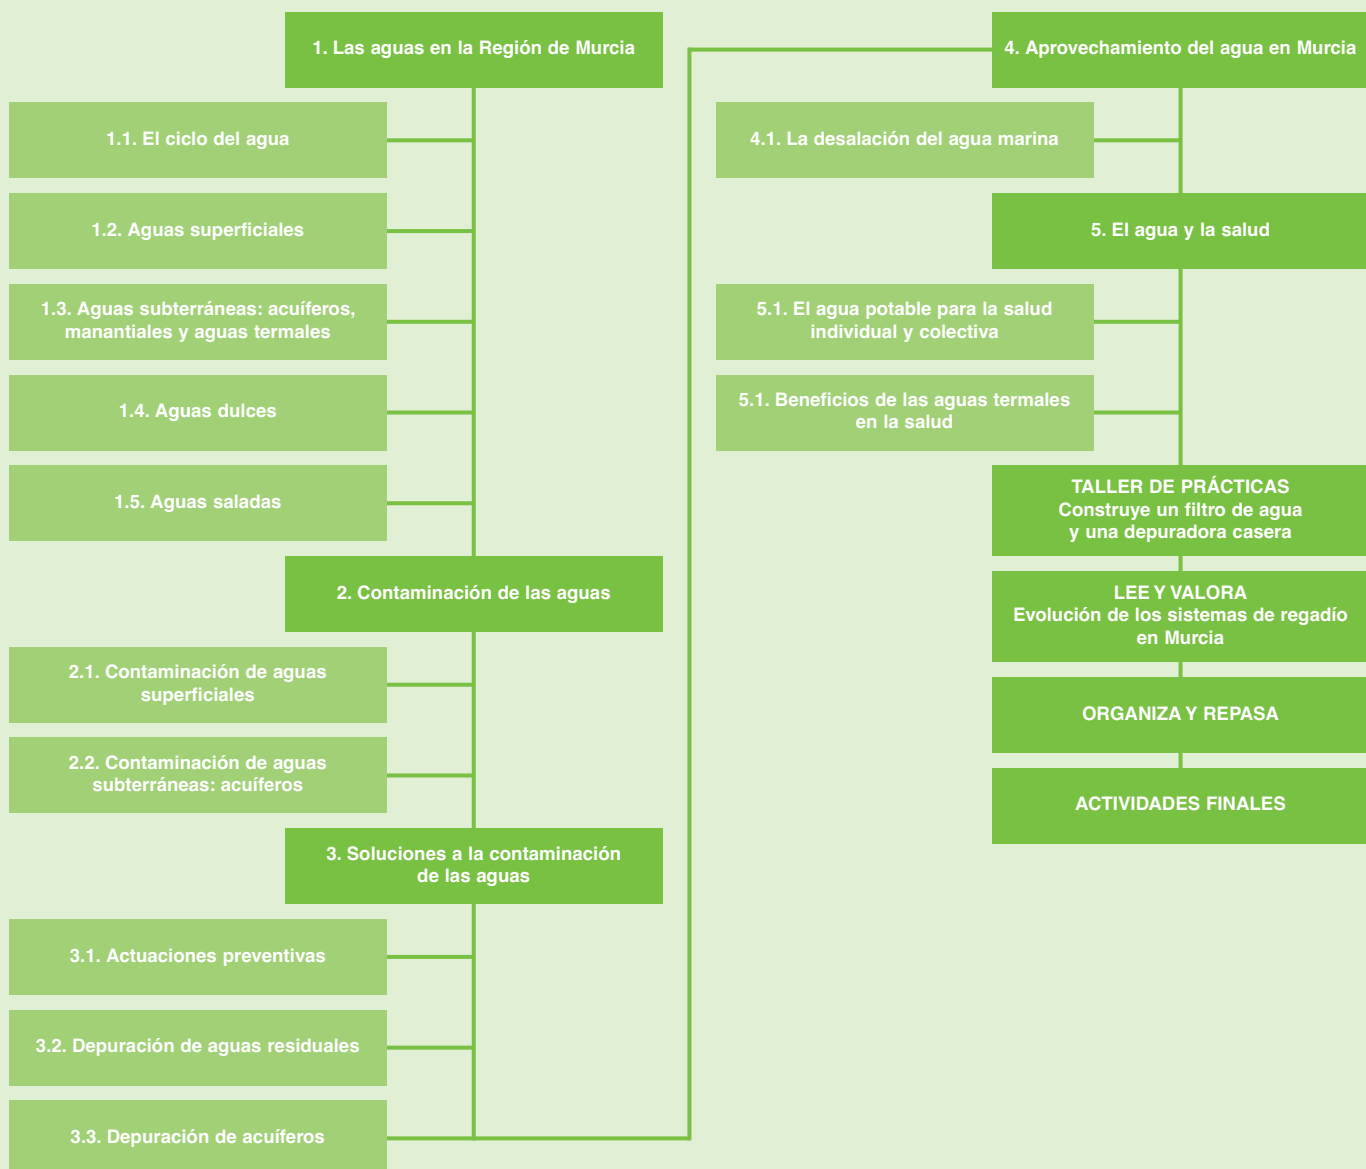 1. Las aguas en la Región de Murcia
1.1. El ciclo del agua
1.2. Aguas superficiales
1.3. Aguas subterráneas: acuíferos,
manantiales y aguas termales
1.4. Aguas dulces
1.5. Aguas saladas
2. Contaminación de las aguas
2.1. Contaminación de aguas
superficiales
2.2. Contaminación de aguas
subterráneas: acuíferos
3. Soluciones a la contaminación
de las aguas
3.1. Actuaciones preventivas
3.2. Depuración de aguas residuales
3.3. Depuración de acuíferos
4. Aprovechamiento del agua en Murcia
4.1. La desalación del agua marina
5. El agua y la salud
5.1. El agua potable para la salud
individual y colectiva
5.1. Beneficios de las aguas termales
en la salud
TALLER DE PRÁCTICAS
Construye un filtro de agua
y una depuradora casera
LEE Y VALORA
Evolución de los sistemas de regadío
en Murcia
ORGANIZA Y REPASA
ACTIVIDADES FINALES